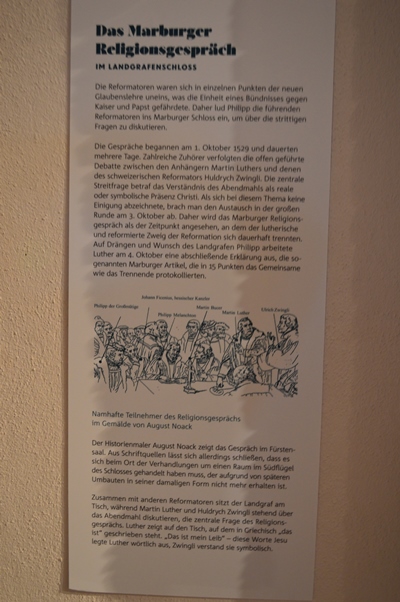 Das Marburger
Religionsgespräch
IM LANDGRAFENSCHLOSS
Die Reformatoren waren sich in einzelnen Punkten der neuen
Glaubenslehre uneins, was die Einheit eines Bündnisses gegen
Kaiser und Papst gefährdete. Daher lud Philipp die führenden
Reformatoren ins Marburger Schloss ein, um über die strittigen
Fragen zu diskutieren.
Die Gespräche begannen am 1. Oktober 1529 und dauerten
mehrere Tage. Zahlreiche Zuhörer verfolgten die offen geführte
Debatte zwischen den Anhängern Martin Luthers und denen
des schweizerischen Reformators Huldrych Zwingli. Die zentrale
Streitfrage betraf das Verständnis des Abendmahls als reale
oder symbolische Präsenz Christi. Als sich bei diesem Thema keine
Einigung abzeichnete, brach man den Austausch in der großen
Runde am 3. Oktober ab. Daher wird das Marburger Religions-
gespräch als der Zeitpunkt angesehen, an dem der lutherische
und reformierte Zweig der Reformation sich dauerhaft trennten.
Auf Drängen und Wunsch des Landgrafen Philipp arbeitete
Luther am 4. Oktober eine abschließende Erklärung aus, die so-
genannten Marburger Artikel, die in 15 Punkten das Gemeinsame
wie das Trennende protokollierten.
Johann Feige, hessischer Kanzler
Philipp der Großmütige
Martin Bucer
Philipp Melanchton
Martin Luther
Ulrich Zwingli
Namhafte Teilnehmer des Religionsgesprächs
im Gemälde von August Noack
Der Historienmaler August Noack zeigt das Gespräch im Fürsten-
saal. Aus Schriftquellen lässt sich allerdings schließen, dass es
sich beim Ort der Verhandlungen um einen Raum im Südflügel
des Schlosses gehandelt haben muss, der aufgrund von späteren
Umbauten in seiner damaligen Form nicht mehr erhalten ist.
Zusammen mit anderen Reformatoren sitzt der Landgraf am
Tisch, während Martin Luther und Huldrych Zwingli stehend über
das Abendmahl diskutieren, die zentrale Frage des Religions-
gesprächs. Luther zeigt auf den Tisch, auf dem in Griechisch „das
ist“ geschrieben steht. „Das ist mein Leib“ – diese Worte Jesu
legte Luther wörtlich aus, Zwingli verstand sie symbolisch.